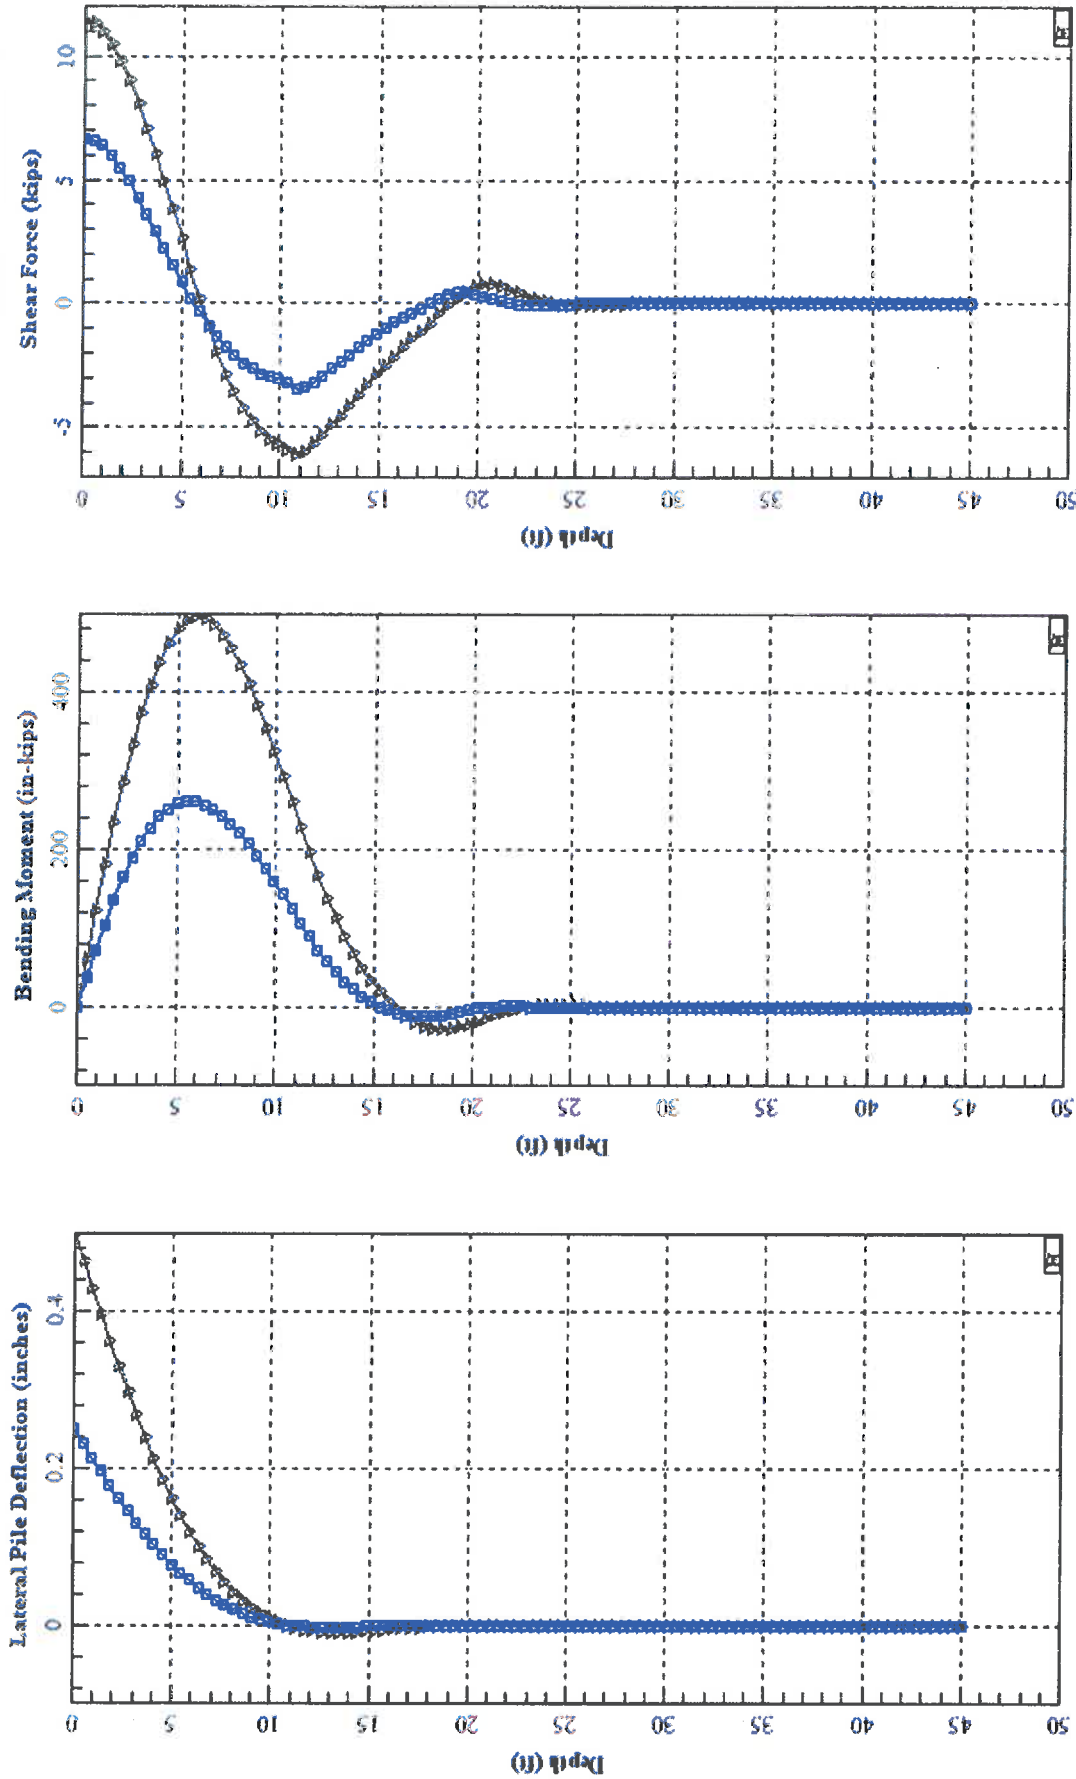 Shear Force (kips)
-5 0 5 10
0 5 10 15 20 25 30 35 40 45 50
Depth (ft)
Bending Moment (in-kips)
0 200 400
0 5 10 15 20 25 30 35 40 45 50
Depth (ft)
Lateral Pile Deflection (inches)
0 0.2 0.4
0 5 10 15 20 25 30 35 40 45 50
Depth (ft)